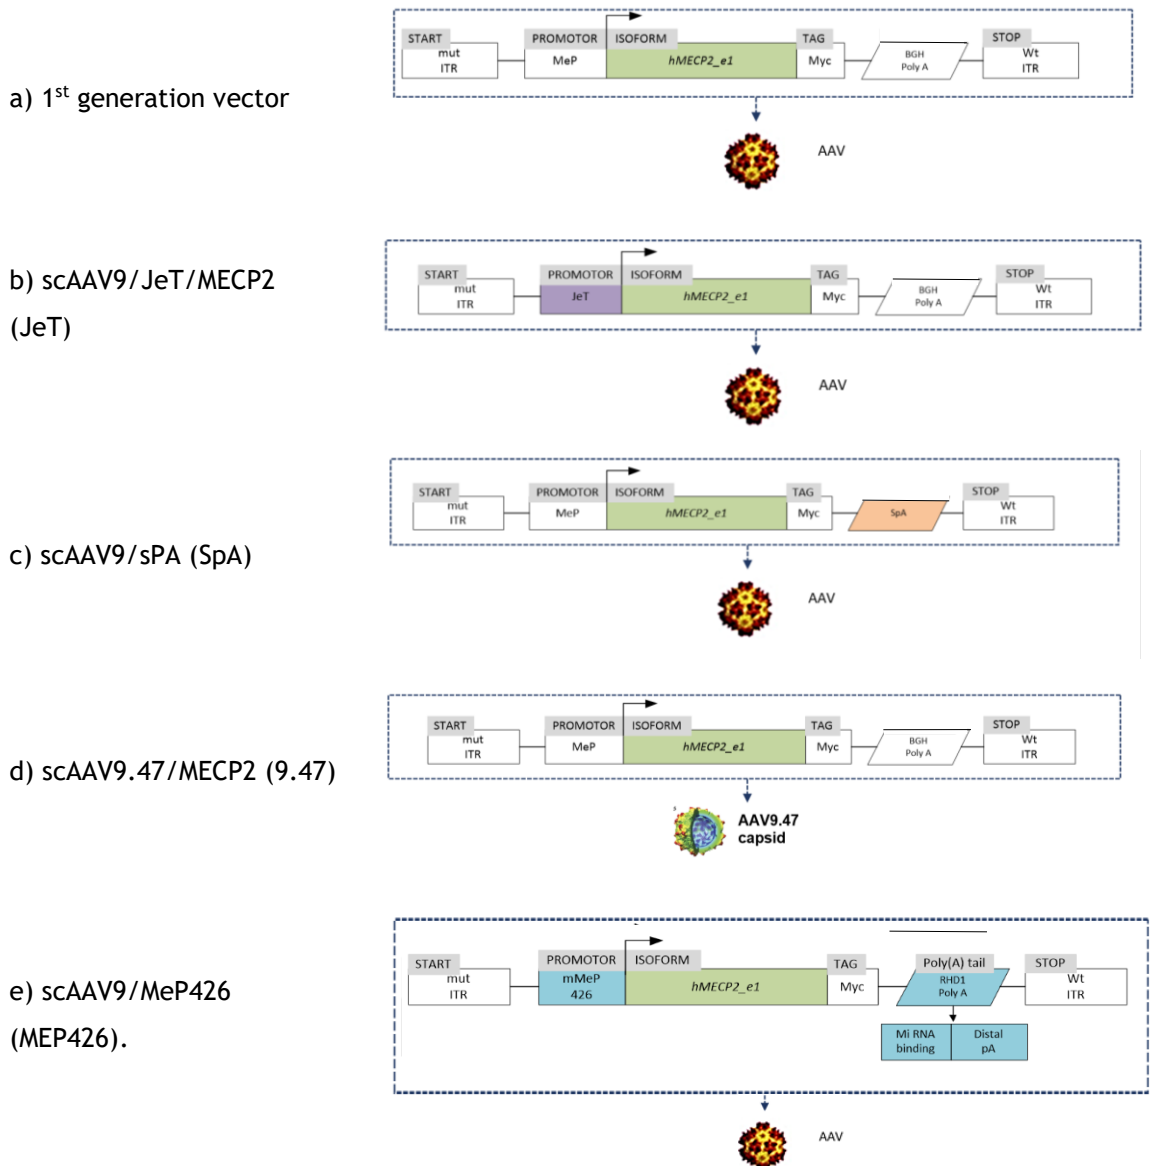 a) 1st generation vector
START
PROMOTOR
ISOFORM
TAG
STOP
mut
ITR
MeP
hMECP2_e1
Myc
BGH
Poly A
Wt
ITR
AAV
b) scAAV9/JeT/MECP2
(JeT)
START
PROMOTOR
ISOFORM
TAG
STOP
mut
ITR
JeT
hMECP2_e1
Myc
BGH
Poly A
Wt
ITR
AAV
c) scAAV9/sPA (SpA)
START
PROMOTOR
ISOFORM
TAG
STOP
mut
ITR
MeP
hMECP2_e1
Myc
SpA
Wt
ITR
AAV
d) scAAV9.47/MECP2 (9.47)
START
PROMOTOR
ISOFORM
TAG
STOP
mut
ITR
MeP
hMECP2_e1
Myc
BGH
Poly A
Wt
ITR
AAV9.47
capsid
e) scAAV9/MeP426
(MEP426).
START
PROMOTOR
ISOFORM
TAG
Poly(A) tail
STOP
mut
ITR
mMeP
426
hMECP2_e1
Myc
RHD1
Poly A
Wt
ITR
Mi RNA
binding
Distal
pA
AAV